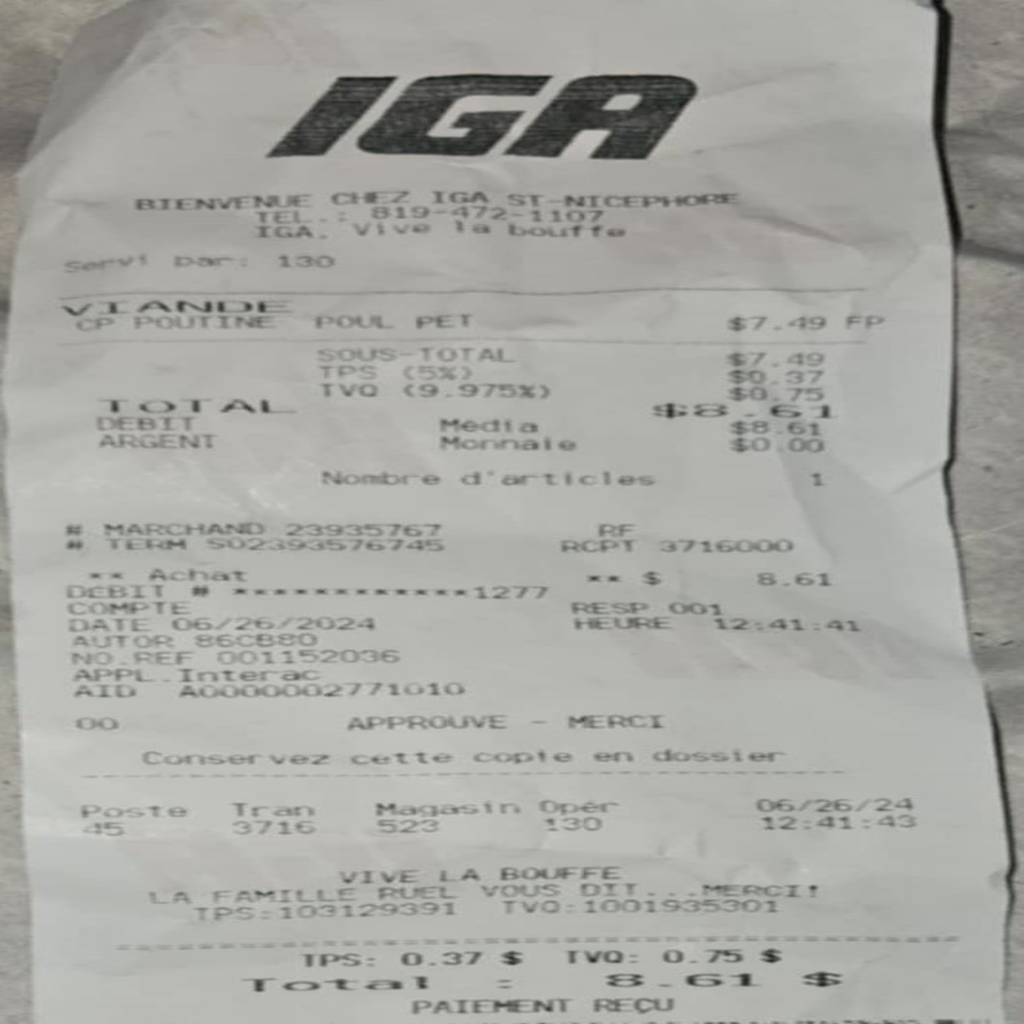 IGA
BIENVENUE CHEZ IGA ST-NICEPHORE
TEL.: 819-472-1107
IGA, Vive la bouffe
Servi par: 130
VIANDE
CP POUTINE POUL PET $7.49 FP
SOUS-TOTAL $7.49
TPS (5%) $0.37
TVQ (9.975%) $0.75
TOTAL $8.61
DEBIT Média $8.61
ARGENT Monnaie $0.00
Nombre d'articles 1
# MARCHAND 23935767 RF
# TERM S02393576745 RCPT 3716000
** Achat ** $ 8.61
DEBIT # ************1277
COMPTE RESP 001
DATE 06/26/2024 HEURE 12:41:41
AUTOR 86CB80
NO.REF 001152036
APPL.Interac
AID A0000002771010
00 APPROUVE - MERCI
Conservez cette copie en dossier
Poste Tran Magasin Opér 06/26/24
45 3716 523 130 12:41:43
VIVE LA BOUFFE
LA FAMILLE RUEL VOUS DIT...MERCI!
TPS:103129391 TVQ:1001935301
TPS: 0.37 $ TVQ: 0.75 $
Total : 8.61 $
PAIEMENT REÇU